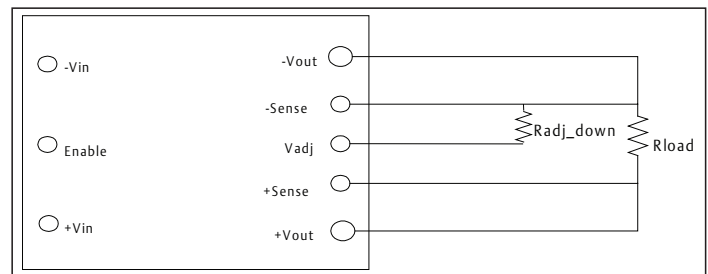 -Vin
-Vout
-Sense
Enable
Vadj
Radj_down
Rload
+Sense
+Vin
+Vout